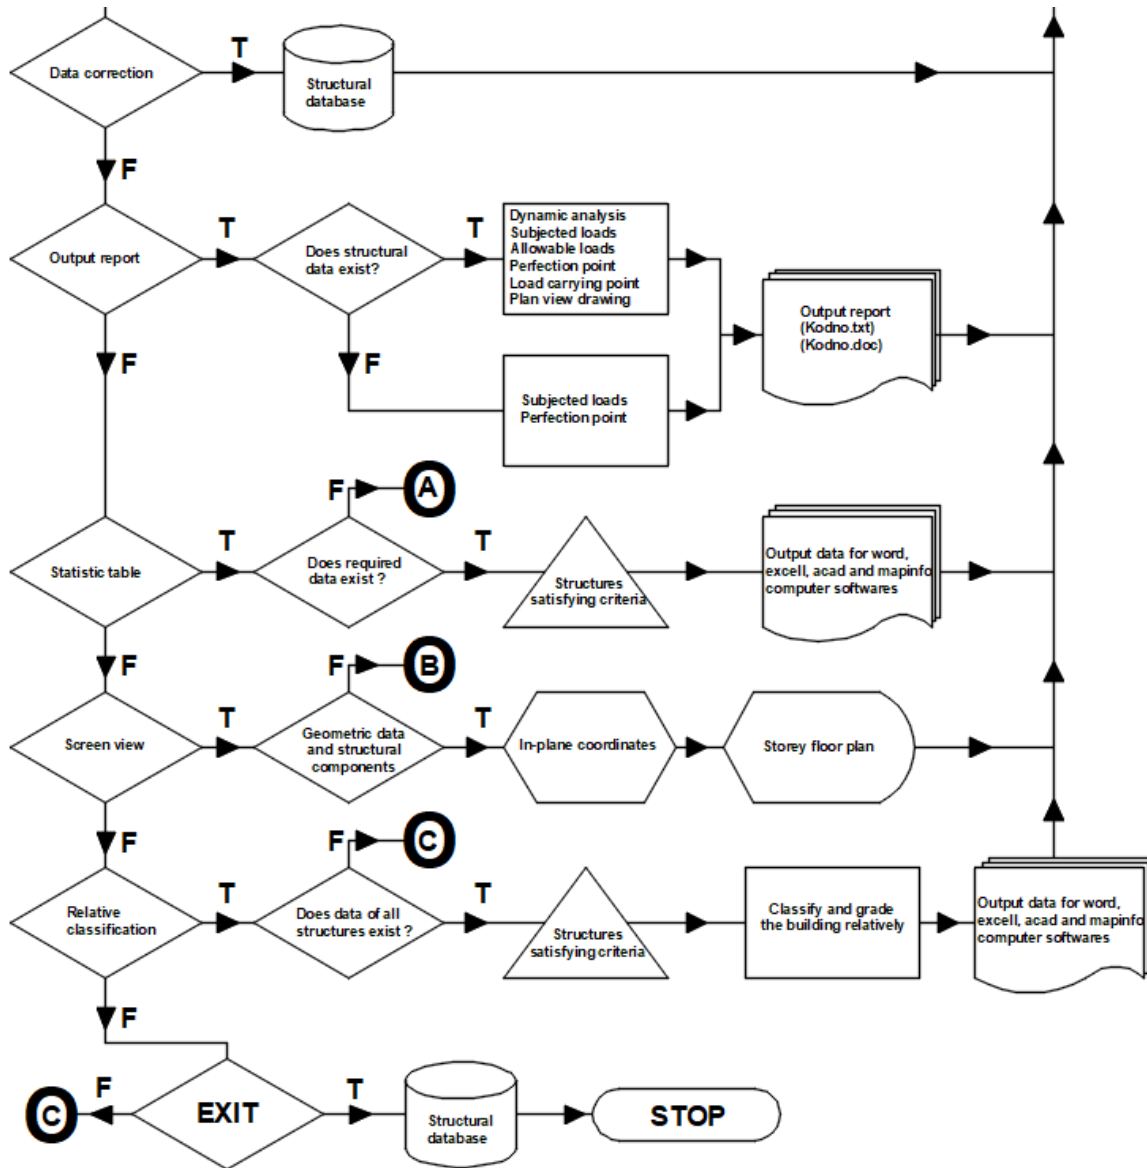 T
Data correction
Structural
database
F
Output report
T
Does structural
data exist?
T
Dynamic analysis
Subjected loads
Allowable loads
Perfection point
Load carrying point
Plan view drawing
Output report
(Kodno.txt)
(Kodno.doc)
F
F
Subjected loads
Perfection point
F
A
Statistic table
T
Does required
data exist ?
T
Structures
satisfying criteria
Output data for word,
excell, acad and mapinfo
computer softwares
F
F
B
Screen view
T
Geometric data
and structural
components
T
In-plane coordinates
Storey floor plan
F
F
C
Relative
classification
T
Does data of all
structures exist ?
T
Structures
satisfying criteria
Classify and grade
the building relatively
Output data for word,
excell, acad and mapinfo
computer softwares
F
C
F
EXIT
T
Structural
database
STOP